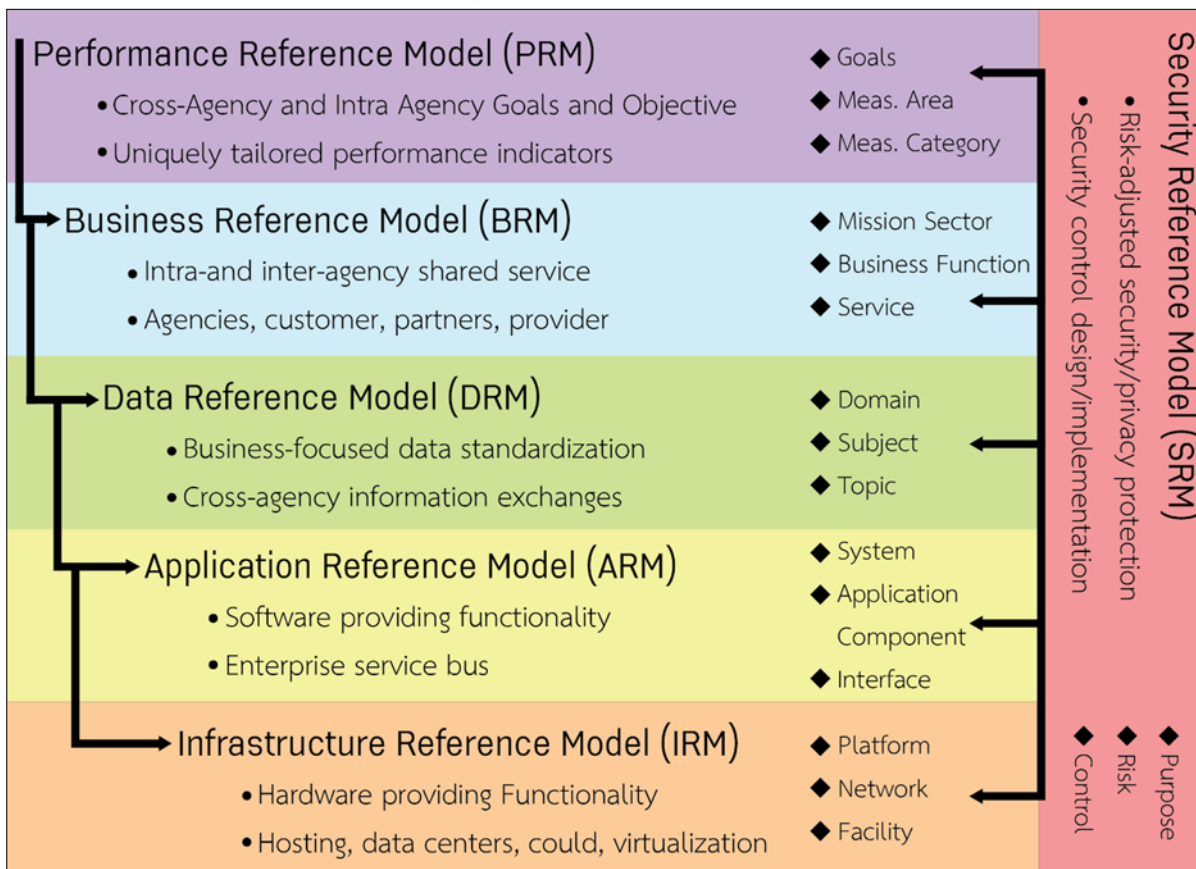 Performance Reference Model (PRM)
• Cross-Agency and Intra Agency Goals and Objective
• Uniquely tailored performance indicators
◆ Goals
◆ Meas. Area
◆ Meas. Category
Business Reference Model (BRM)
• Intra-and inter-agency shared service
• Agencies, customer, partners, provider
◆ Mission Sector
◆ Business Function
◆ Service
Data Reference Model (DRM)
• Business-focused data standardization
• Cross-agency information exchanges
◆ Domain
◆ Subject
◆ Topic
Application Reference Model (ARM)
• Software providing functionality
• Enterprise service bus
◆ System
◆ Application
Component
◆ Interface
Infrastructure Reference Model (IRM)
• Hardware providing Functionality
• Hosting, data centers, could, virtualization
◆ Platform
◆ Network
◆ Facility
Security Reference Model (SRM)
• Risk-adjusted security/privacy protection
• Security control design/implementation
◆ Purpose
◆ Risk
◆ Control